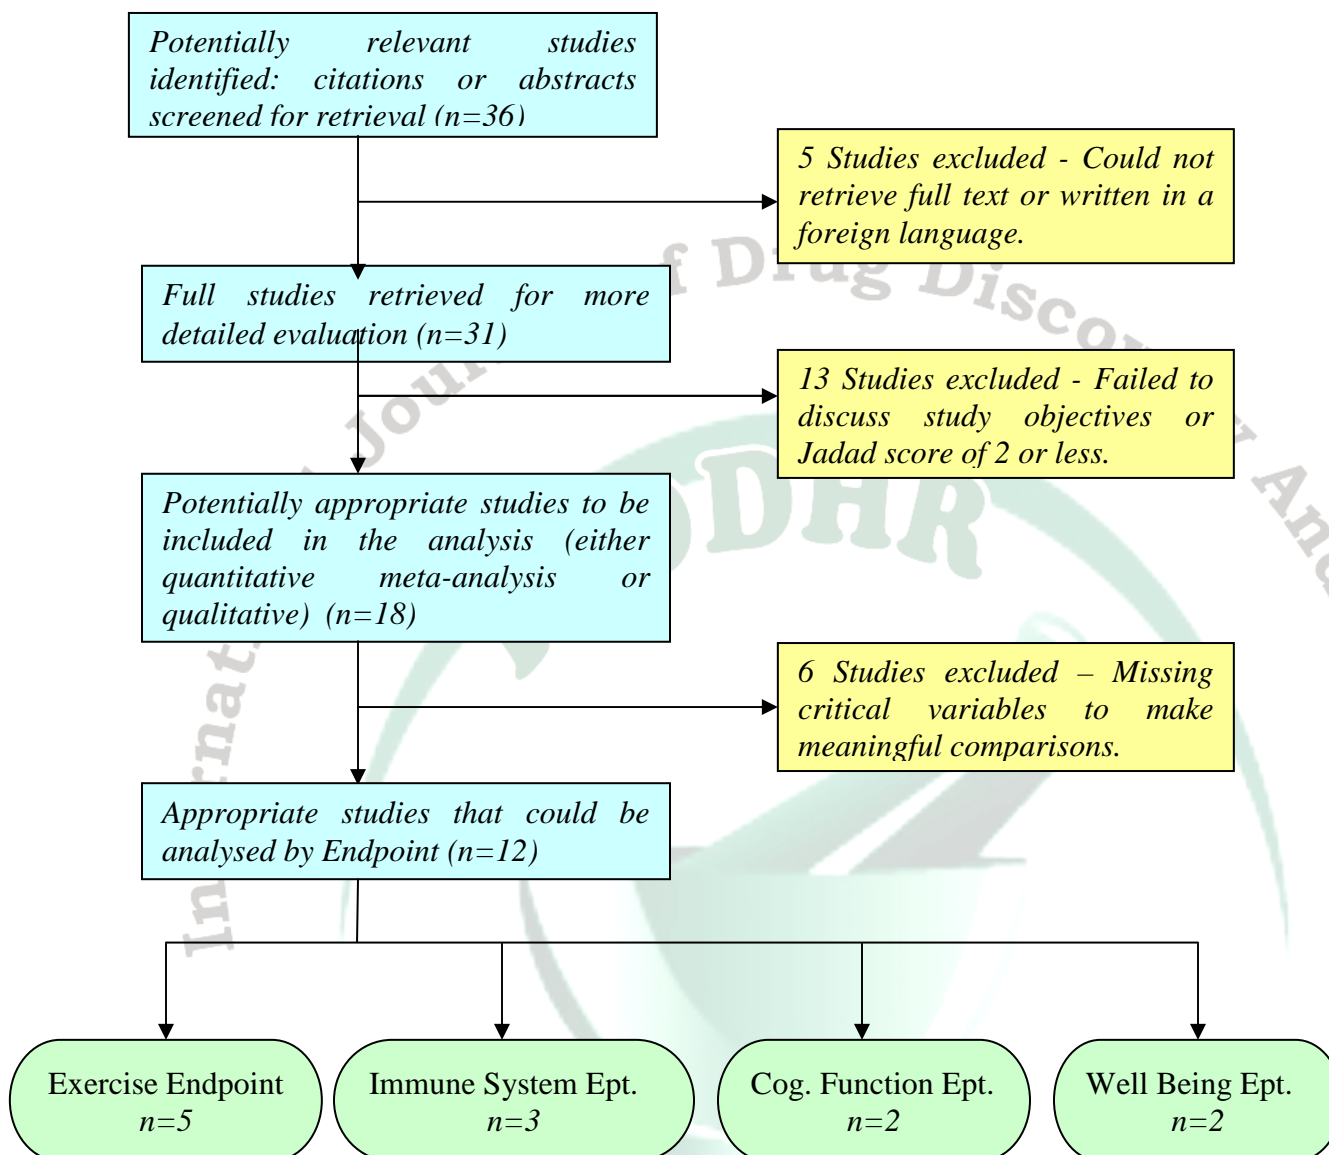 Potentially relevant studies
identified: citations or abstracts
screened for retrieval (n=36)
5 Studies excluded - Could not
retrieve full text or written in a
foreign language.
Full studies retrieved for more
detailed evaluation (n=31)
13 Studies excluded - Failed to
discuss study objectives or
Jadad score of 2 or less.
Potentially appropriate studies to be
included in the analysis (either
quantitative meta-analysis or
qualitative) (n=18)
6 Studies excluded – Missing
critical variables to make
meaningful comparisons.
Appropriate studies that could be
analysed by Endpoint (n=12)
Exercise Endpoint
n=5
Immune System Ept.
n=3
Cog. Function Ept.
n=2
Well Being Ept.
n=2
f Drug Disco
And
DHR